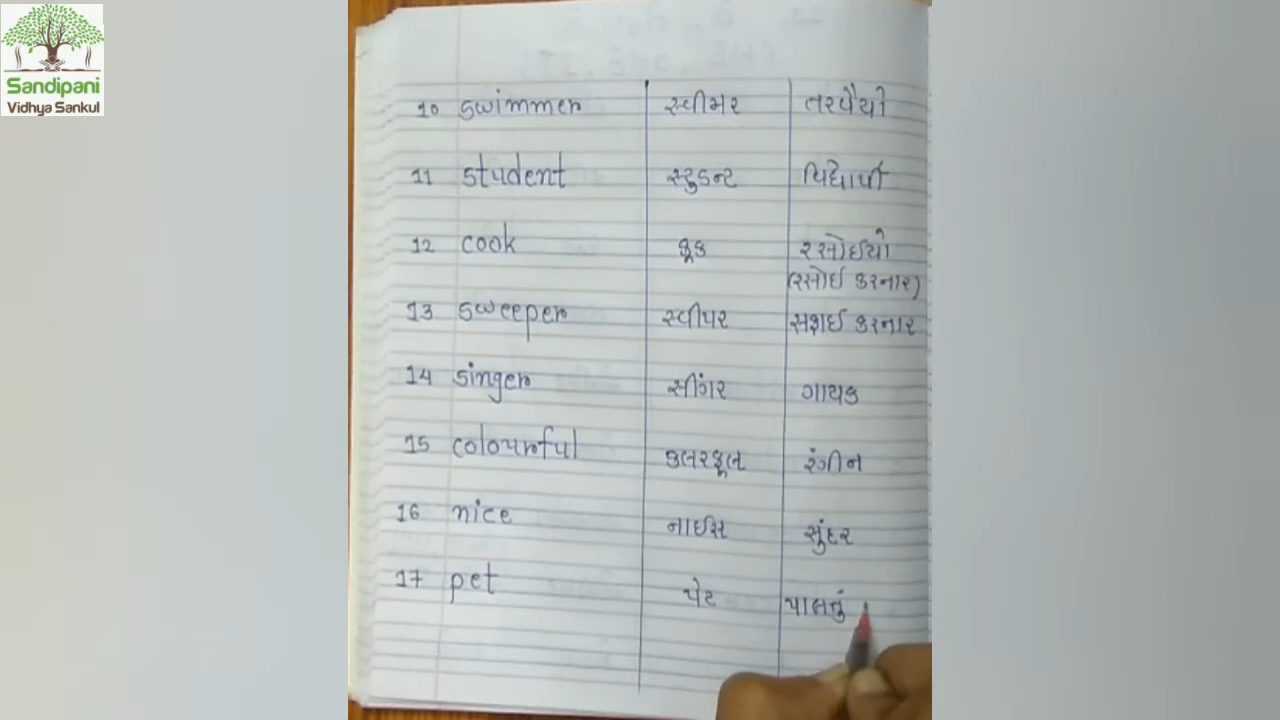 Sandipani
Vidhya Sankul
10 swimmer સ્વીમર તરવૈયો
11 student સ્ટુડન્ટ વિદ્યાર્થી
12 cook કૂક રસોઈયો
(રસોઈ કરનાર)
13 sweeper સ્વીપર સફાઈ કરનાર
14 singer સીંગર ગાયક
15 colourful કલરફૂલ રંગીન
16 nice નાઈસ સુંદર
17 pet પેટ પાલતું